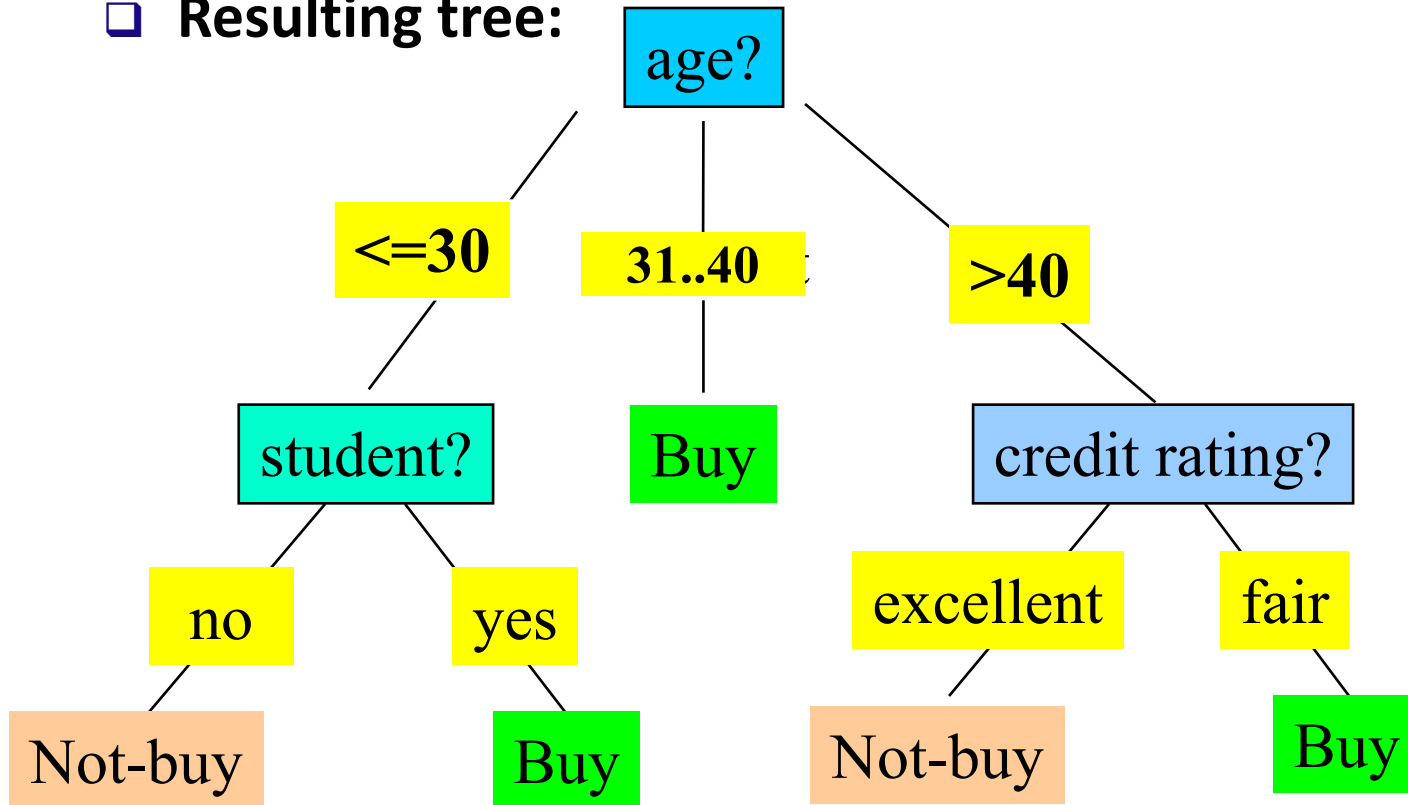 ❑ Resulting tree:
age?
<=30
31..40
>40
student?
Buy
credit rating?
no
yes
excellent
fair
Not-buy
Buy
Not-buy
Buy